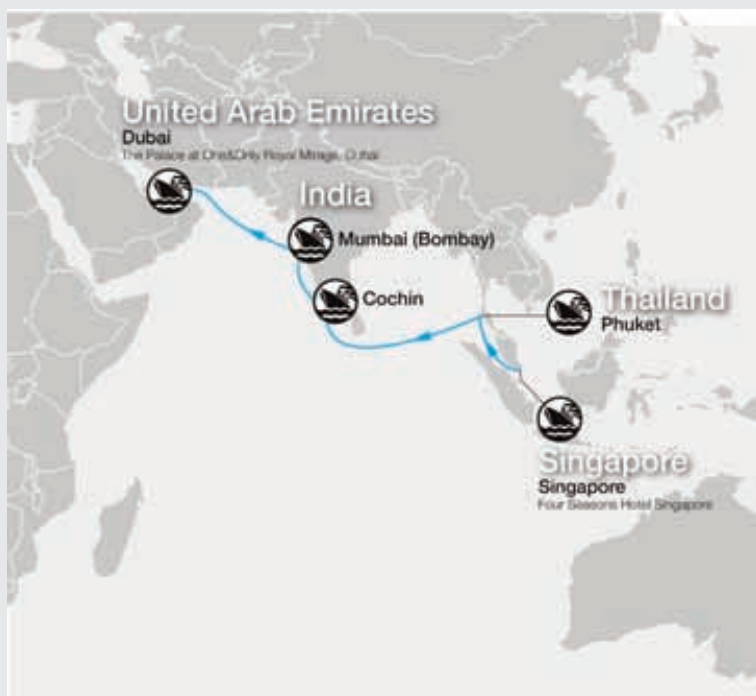 United Arab Emirates
Dubai
The Palace at One&Only Royal Mirage, Dubai
India
Mumbai (Bombay)
Cochin
Thailand
Phuket
Singapore
Singapore
Four Seasons Hotel Singapore